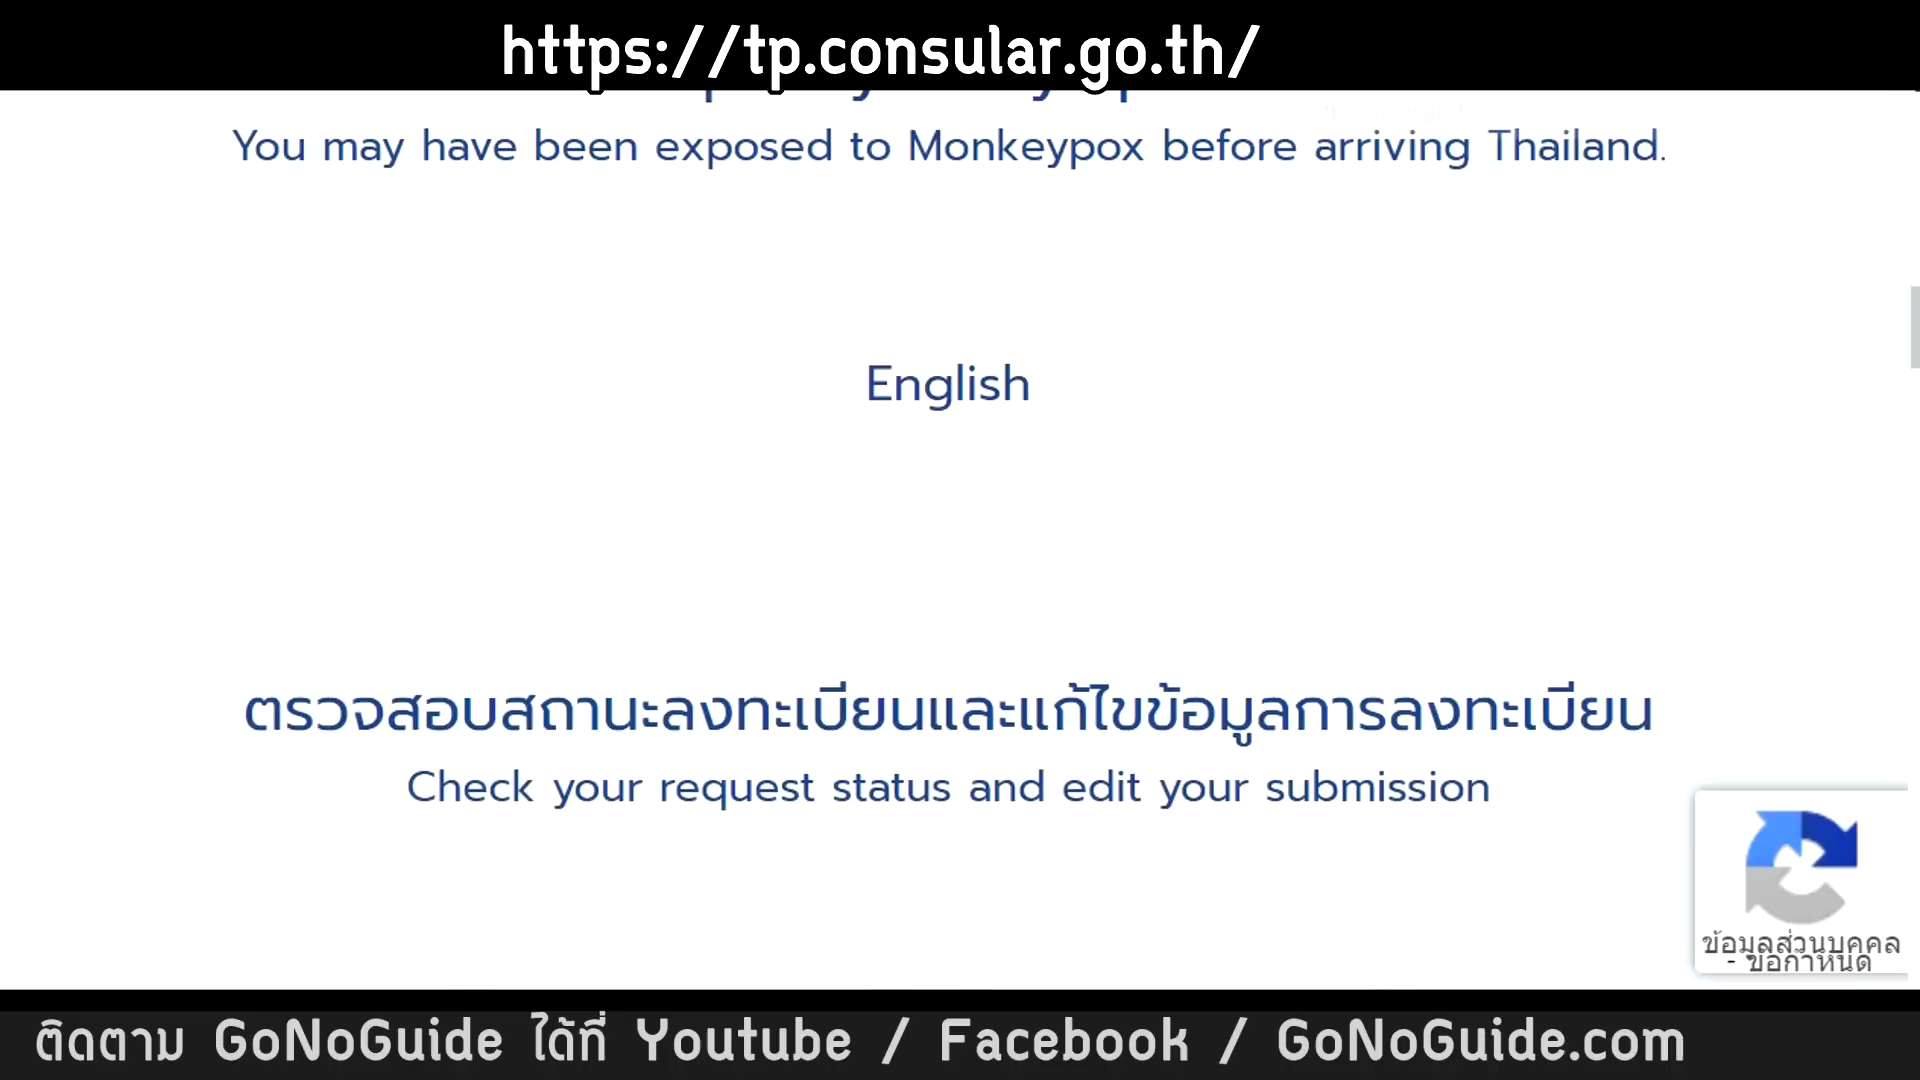 https://tp.consular.go.th/
You may have been exposed to Monkeypox before arriving Thailand.
English
ตรวจสอบสถานะลงทะเบียนและแก้ไขข้อมูลการลงทะเบียน
Check your request status and edit your submission
ข้อมูลส่วนบุคคล
- ข้อกำหนด
ติดตาม GoNoGuide ได้ที่ Youtube / Facebook / GoNoGuide.com